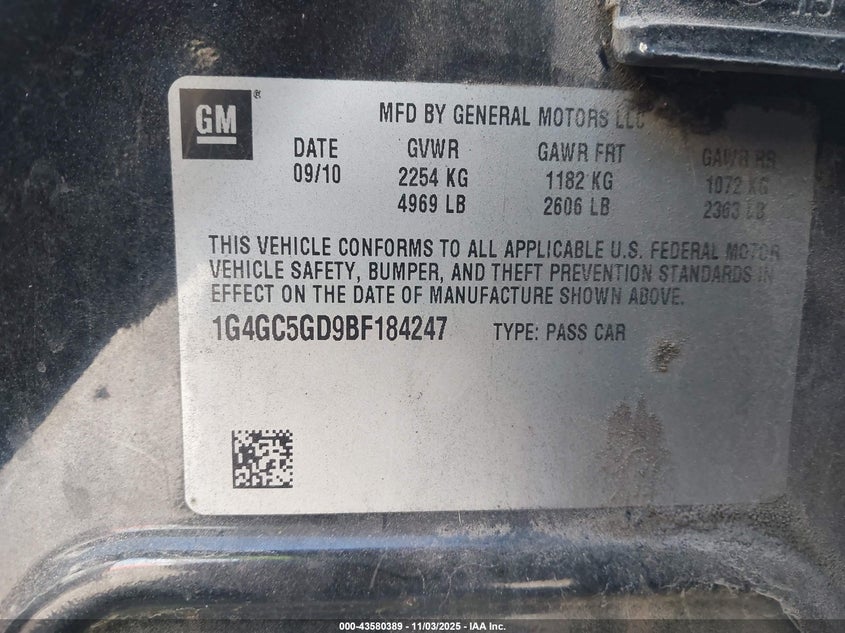 GM®
MFD BY GENERAL MOTORS LLC
DATE GVWR GAWR FRT GAWR RR
09/10 2254 KG 1182 KG 1072 KG
4969 LB 2606 LB 2363 LB
THIS VEHICLE CONFORMS TO ALL APPLICABLE U.S. FEDERAL MOTOR
VEHICLE SAFETY, BUMPER, AND THEFT PREVENTION STANDARDS IN
EFFECT ON THE DATE OF MANUFACTURE SHOWN ABOVE.
1G4GC5GD9BF184247 TYPE: PASS CAR
000-43580389 - 11/03/2025 - IAA Inc.